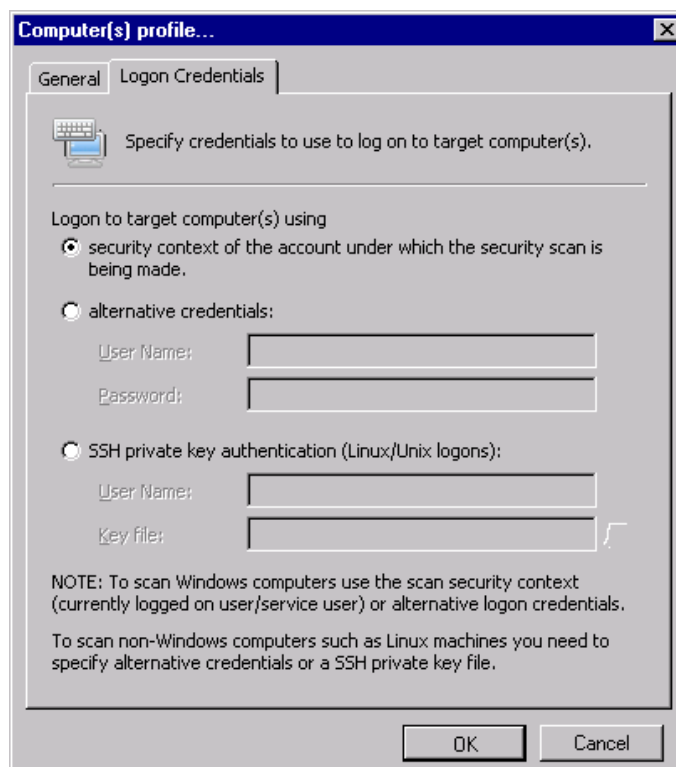 Computer(s) profile...
General
Logon Credentials
Specify credentials to use to log on to target computer(s).
Logon to target computer(s) using
security context of the account under which the security scan is
being made.
alternative credentials:
User Name:
Password:
SSH private key authentication (Linux/Unix logons):
User Name:
Key file:
NOTE: To scan Windows computers use the scan security context
(currently logged on user/service user) or alternative logon credentials.
To scan non-Windows computers such as Linux machines you need to
specify alternative credentials or a SSH private key file.
OK
Cancel